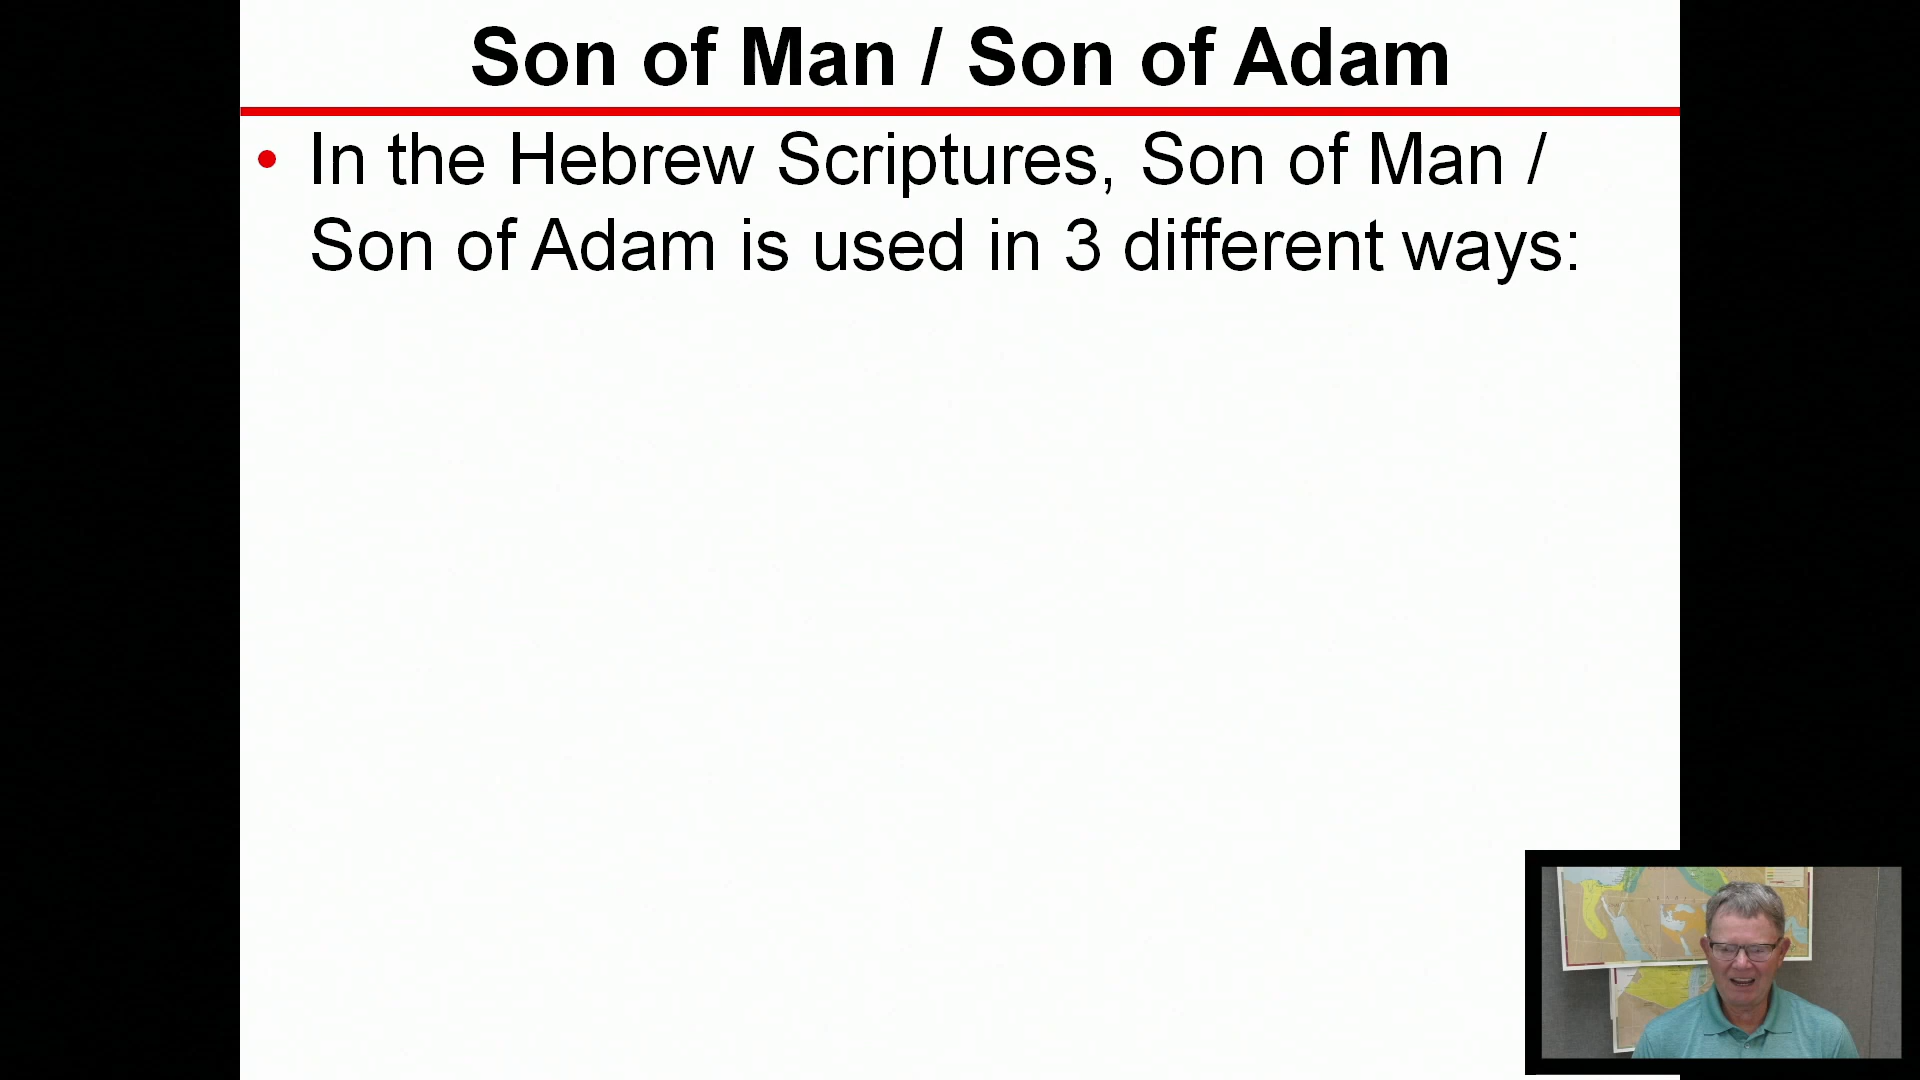 Son of Man / Son of Adam
• In the Hebrew Scriptures, Son of Man /
Son of Adam is used in 3 different ways: